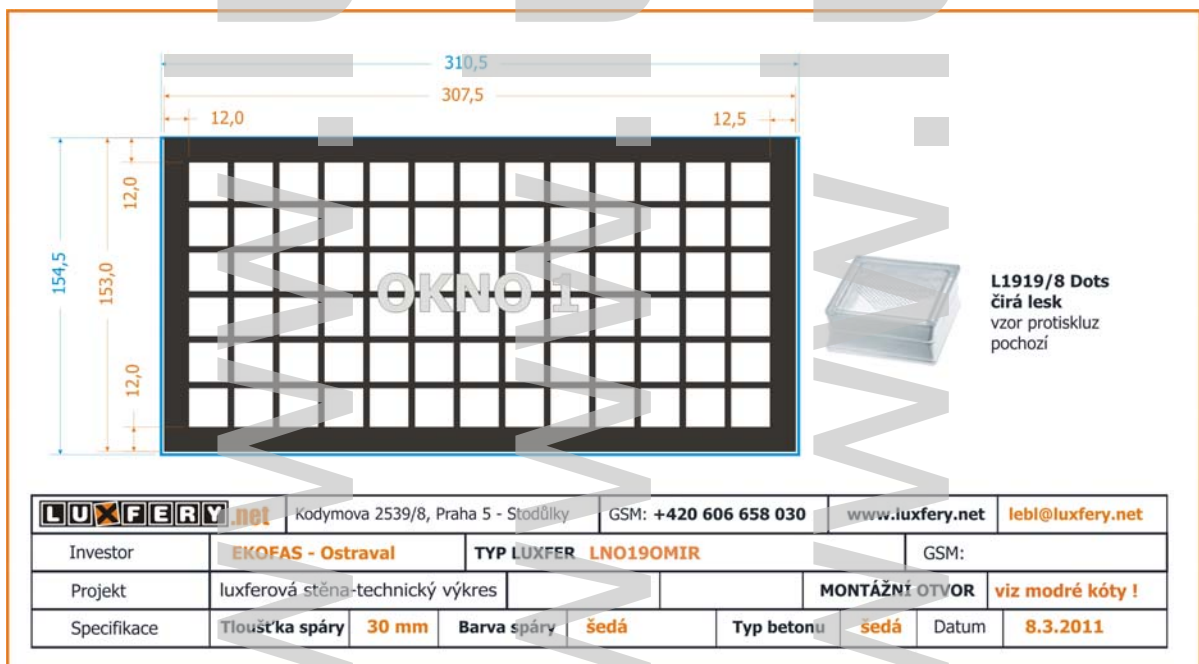 310,5
307,5
12,0
12,5
12,0
154,5
153,0
12,0
OKNO 1
L1919/8 Dots
čirá lesk
vzor protiskluz
pochozí
LUXFERY.net Kodymova 2539/8, Praha 5 - Stodůlky GSM: +420 606 658 030 www.luxfery.net lebl@luxfery.net
Investor EKOFAS - Ostraval TYP LUXFER LNO19OMIR GSM:
Projekt luxferová stěna-technický výkres MONTÁŽNÍ OTVOR viz modré kóty !
Specifikace Tloušťka spáry 30 mm Barva spáry šedá Typ betonu šedá Datum 8.3.2011